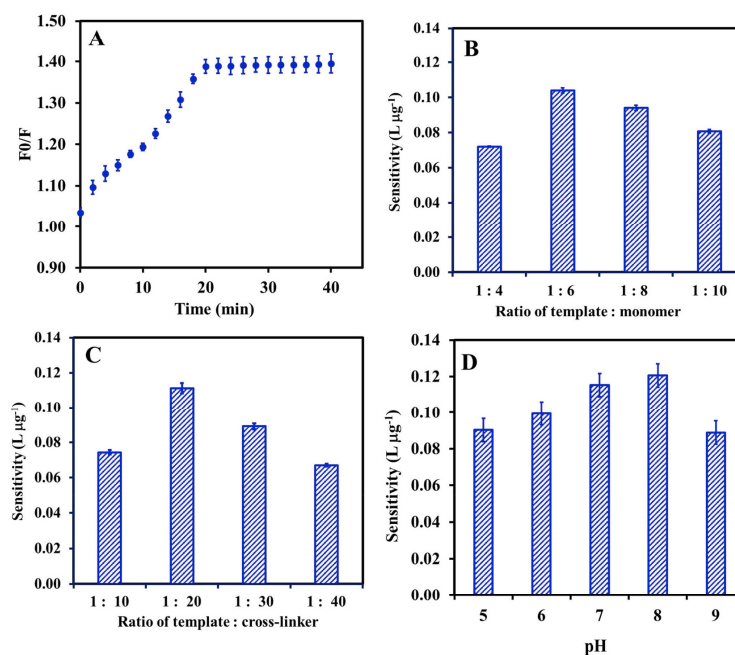 A
F0/F
1.50
1.40
1.30
1.20
1.10
1.00
0.90
0 10 20 30 40
Time (min)
B
Sensitivity (L µg⁻¹)
0.14
0.12
0.10
0.08
0.06
0.04
0.02
0.00
1 : 4 1 : 6 1 : 8 1 : 10
Ratio of template : monomer
C
Sensitivity (L µg⁻¹)
0.14
0.12
0.10
0.08
0.06
0.04
0.02
0.00
1 : 10 1 : 20 1 : 30 1 : 40
Ratio of template : cross-linker
D
Sensitivity (L µg⁻¹)
0.14
0.12
0.10
0.08
0.06
0.04
0.02
0.00
5 6 7 8 9
pH